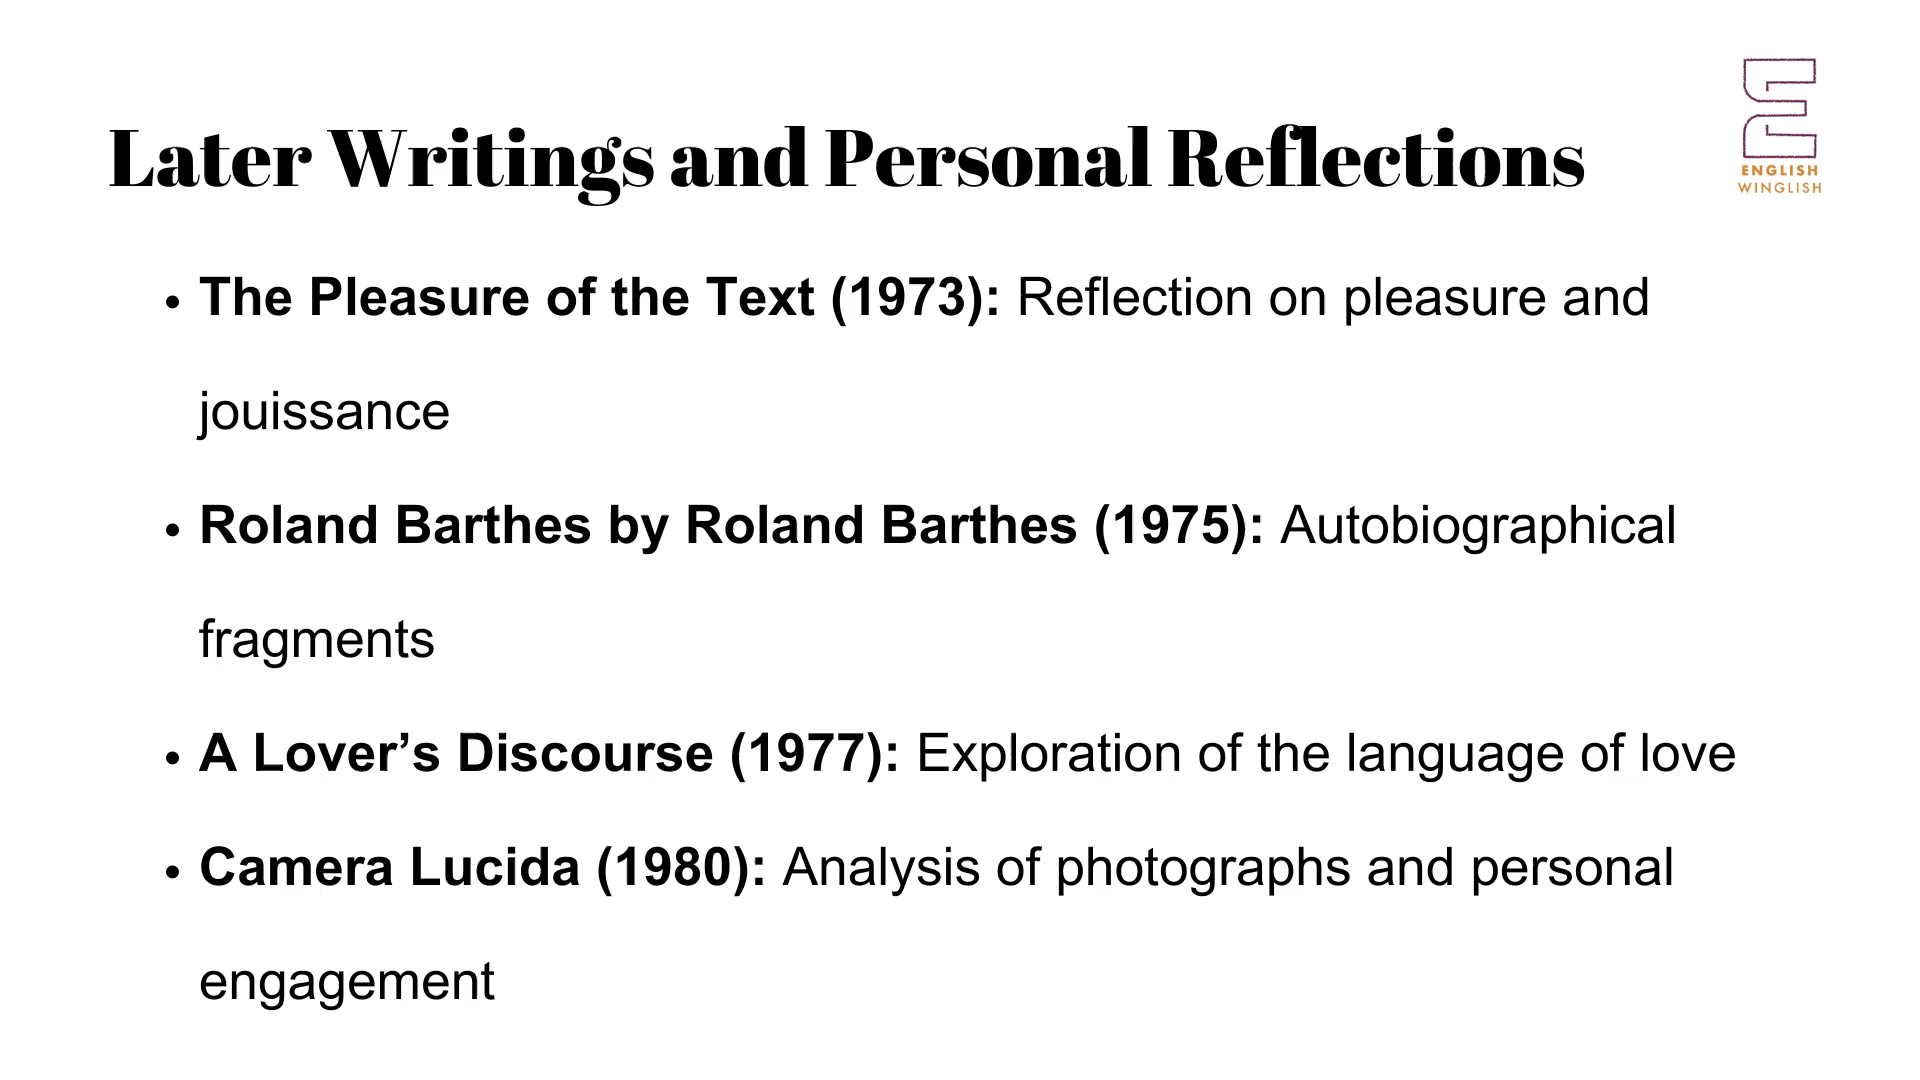 Later Writings and Personal Reflections
ENGLISH
WINGLISH
• The Pleasure of the Text (1973): Reflection on pleasure and
jouissance
• Roland Barthes by Roland Barthes (1975): Autobiographical
fragments
• A Lover’s Discourse (1977): Exploration of the language of love
• Camera Lucida (1980): Analysis of photographs and personal
engagement